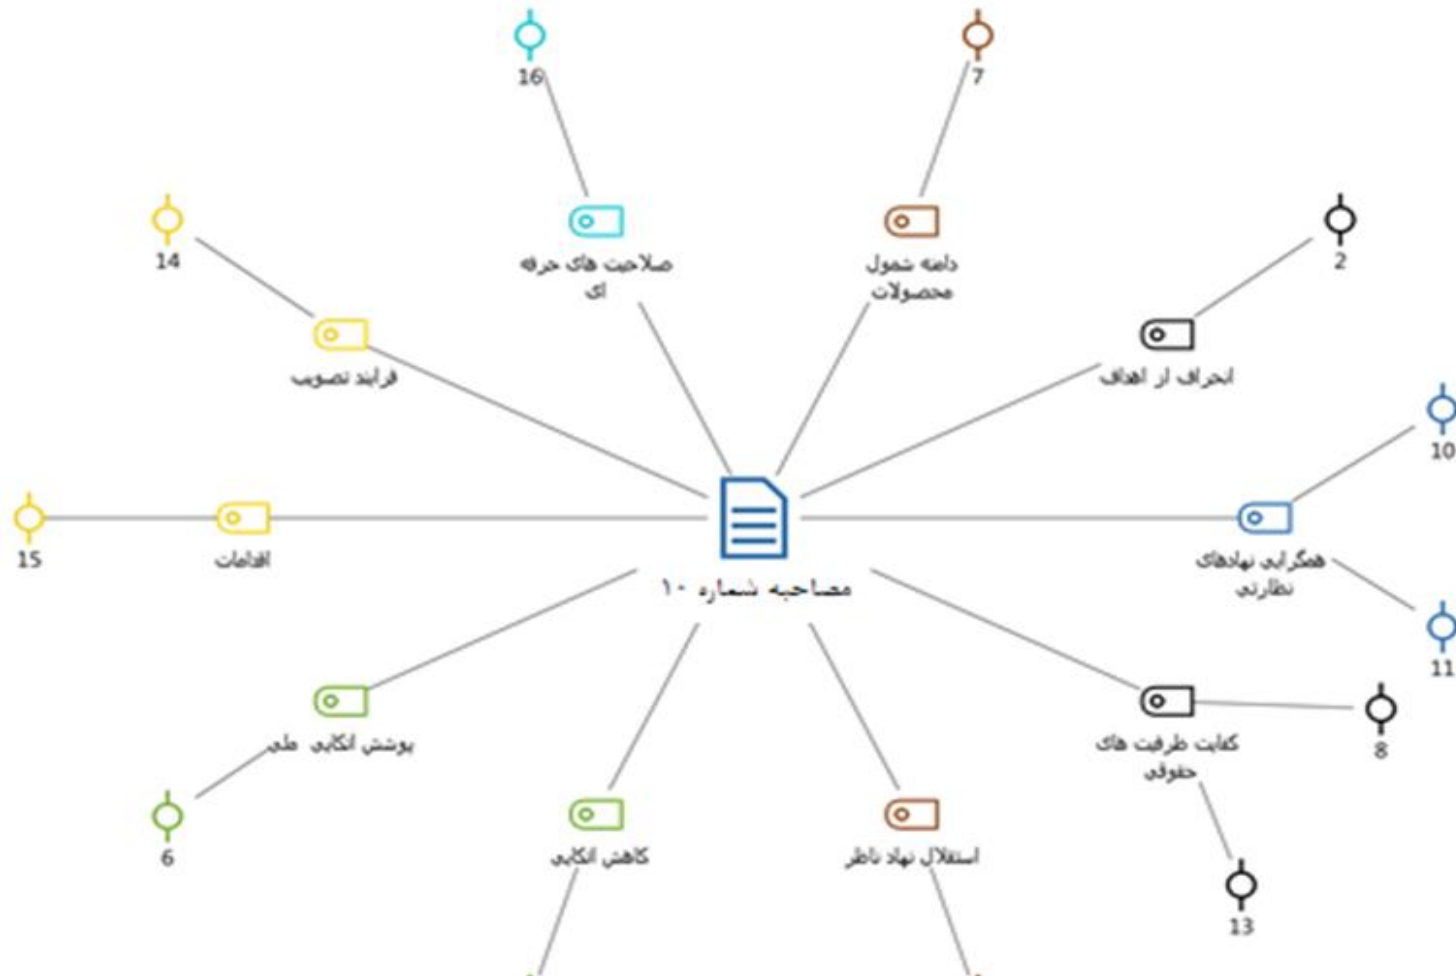 16
7
14
صلاحیت های حرفه
ای
دامنه شمول
محصولات
2
فرایند تصویب
انحراف از اهداف
10
15
اقدامات
مصاحبه شماره ۱۰
همگرایی نهادهای
نظارتی
11
پوشش اتکایی طی
کفایت ظرفیت های
حقوقی
8
6
کاهش اتکایی
استقلال نهاد ناظر
13